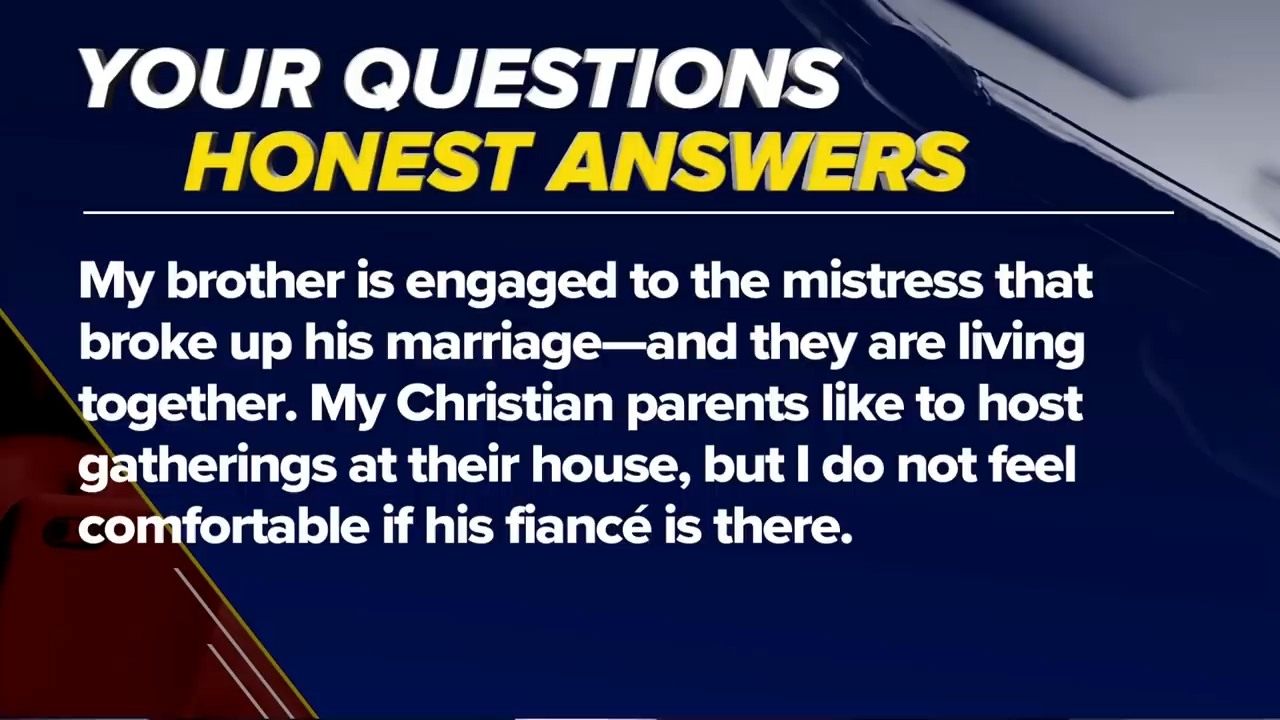 YOUR QUESTIONS
HONEST ANSWERS
My brother is engaged to the mistress that
broke up his marriage—and they are living
together. My Christian parents like to host
gatherings at their house, but I do not feel
comfortable if his fiancé is there.